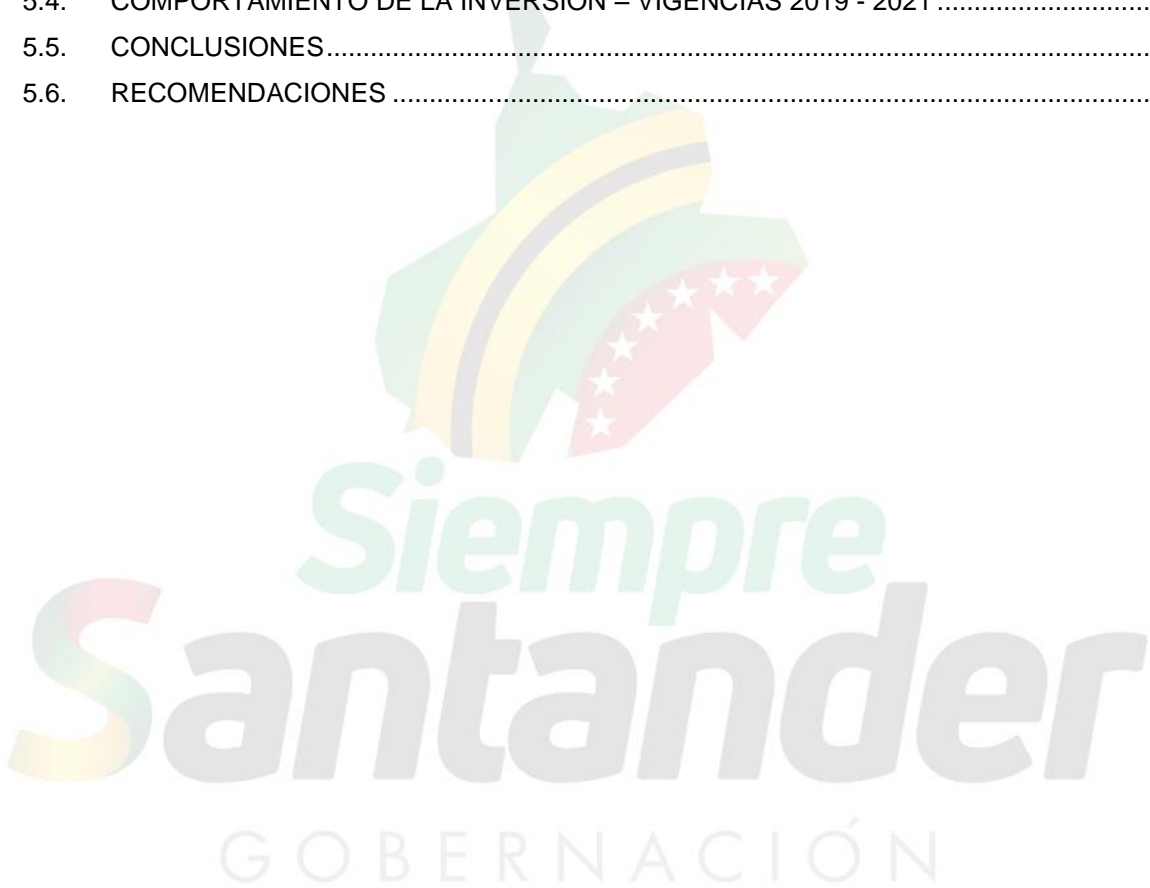 5.4. COMPORTAMIENTO DE LA INVERSIÓN – VIGENCIAS 2019 - 2021 ............................
5.5. CONCLUSIONES ................................................................................................................
5.6. RECOMENDACIONES .......................................................................................................
Siempre
Santander
GOBERNACIÓN